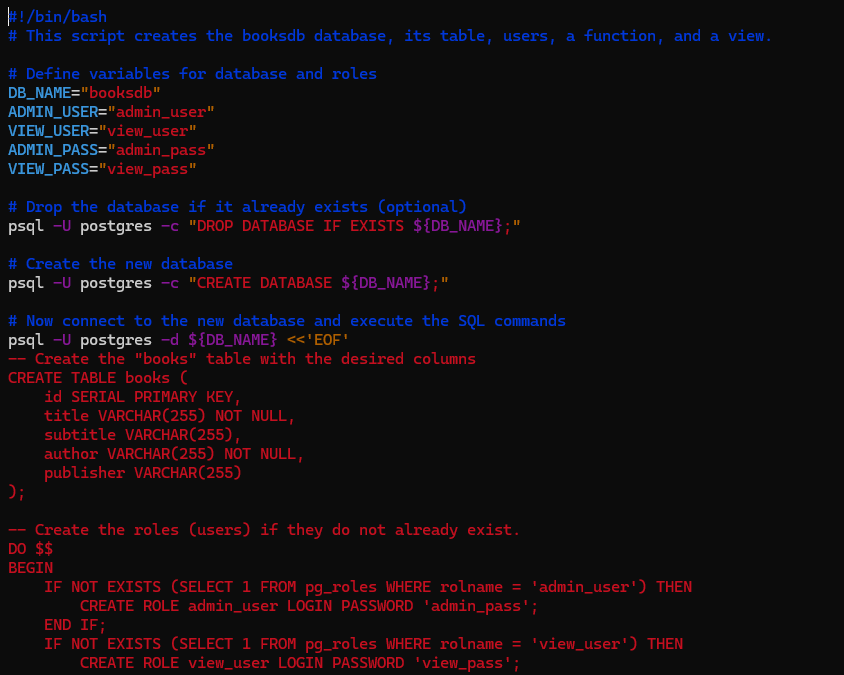 #!/bin/bash
# This script creates the booksdb database, its table, users, a function, and a view.

# Define variables for database and roles
DB_NAME="booksdb"
ADMIN_USER="admin_user"
VIEW_USER="view_user"
ADMIN_PASS="admin_pass"
VIEW_PASS="view_pass"

# Drop the database if it already exists (optional)
psql -U postgres -c "DROP DATABASE IF EXISTS ${DB_NAME};"

# Create the new database
psql -U postgres -c "CREATE DATABASE ${DB_NAME};"

# Now connect to the new database and execute the SQL commands
psql -U postgres -d ${DB_NAME} <<'EOF'
-- Create the "books" table with the desired columns
CREATE TABLE books (
    id SERIAL PRIMARY KEY,
    title VARCHAR(255) NOT NULL,
    subtitle VARCHAR(255),
    author VARCHAR(255) NOT NULL,
    publisher VARCHAR(255)
);

-- Create the roles (users) if they do not already exist.
DO $$
BEGIN
    IF NOT EXISTS (SELECT 1 FROM pg_roles WHERE rolname = 'admin_user') THEN
        CREATE ROLE admin_user LOGIN PASSWORD 'admin_pass';
    END IF;
    IF NOT EXISTS (SELECT 1 FROM pg_roles WHERE rolname = 'view_user') THEN
        CREATE ROLE view_user LOGIN PASSWORD 'view_pass';